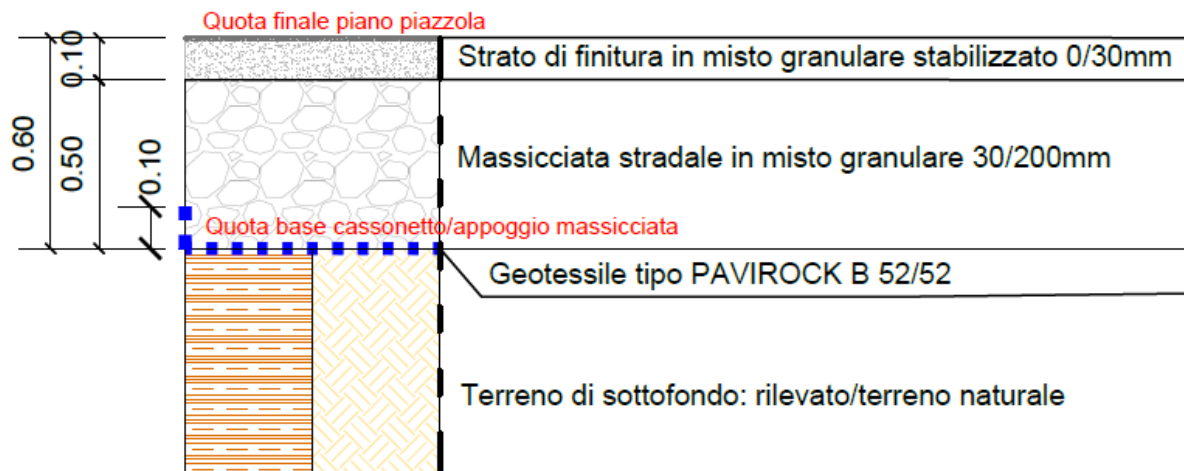 Quota finale piano piazzola
0.10
Strato di finitura in misto granulare stabilizzato 0/30mm
0.60
0.50
0.10
Massicciata stradale in misto granulare 30/200mm
Quota base cassonetto/appoggio massicciata
Geotessile tipo PAVIROCK B 52/52
Terreno di sottofondo: rilevato/terreno naturale